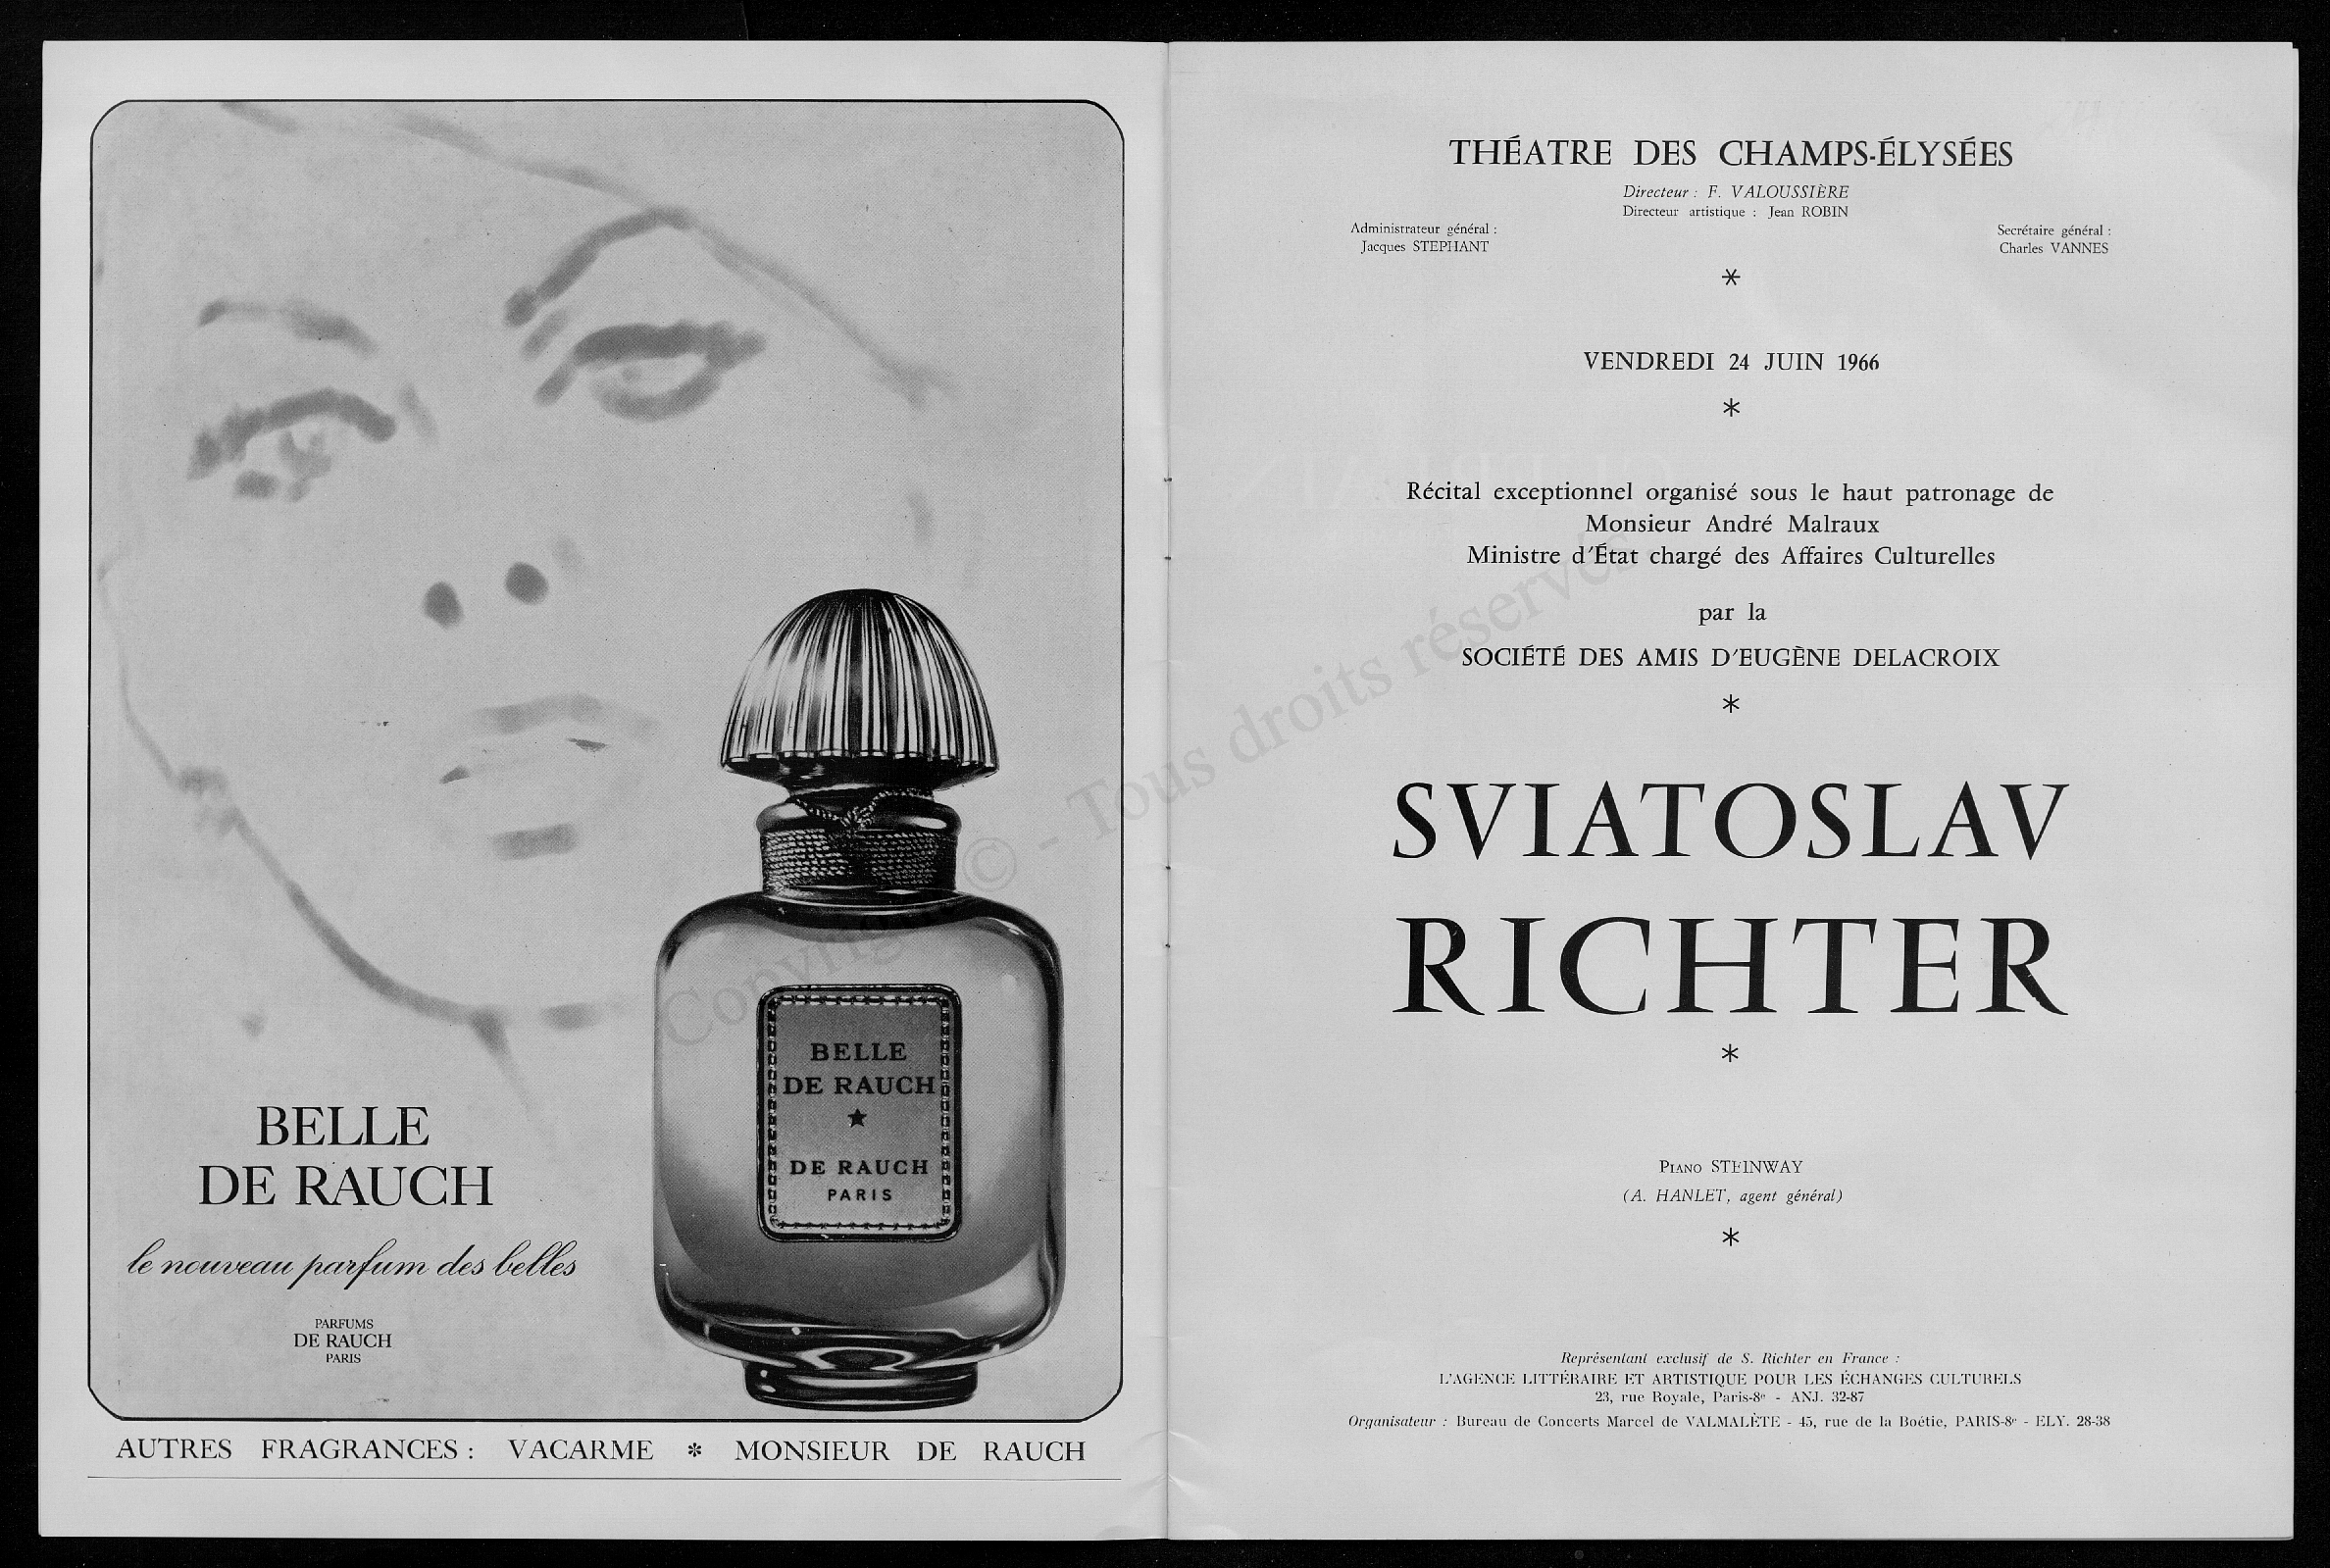 BELLE
DE RAUCH
★
DE RAUCH
PARIS
BELLE
DE RAUCH
le nouveau parfum des belles
PARFUMS
DE RAUCH
PARIS
AUTRES FRAGRANCES : VACARME * MONSIEUR DE RAUCH
THÉATRE DES CHAMPS-ÉLYSÉES
Directeur : F. VALOUSSIÈRE
Directeur artistique : Jean ROBIN
Administrateur général :
Jacques STEPHANT
Secrétaire général :
Charles VANNES
*
VENDREDI 24 JUIN 1966
*
Récital exceptionnel organisé sous le haut patronage de
Monsieur André Malraux
Ministre d'État chargé des Affaires Culturelles
par la
SOCIÉTÉ DES AMIS D'EUGÈNE DELACROIX
*
SVIATOSLAV
RICHTER
*
PIANO STEINWAY
(A. HANLET, agent général)
*
Représentant exclusif de S. Richter en France :
L'AGENCE LITTÉRAIRE ET ARTISTIQUE POUR LES ÉCHANGES CULTURELS
23, rue Royale, Paris-8e - ANJ. 32-87
Organisateur : Bureau de Concerts Marcel de VALMALÈTE - 45, rue de la Boétie, PARIS-8e - ELY. 28-38
Copyright © - Tous droits réservés.